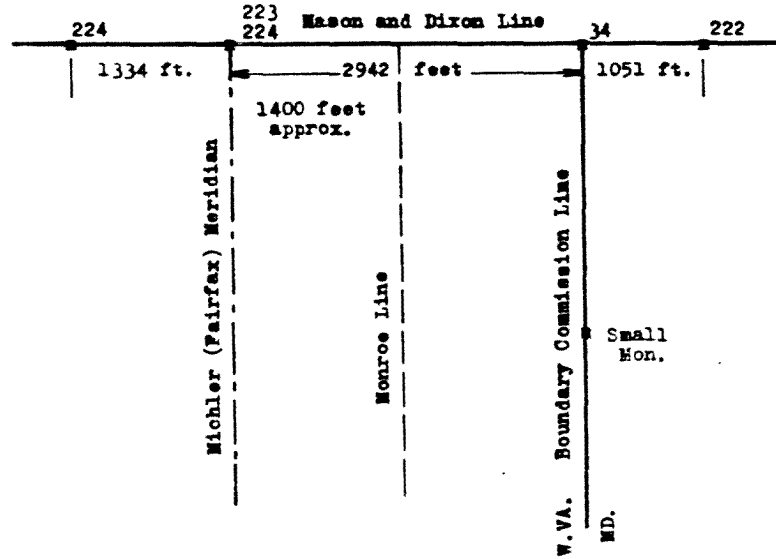 223
Mason and Dixon Line
224
224
34
222
1334 ft.
2942 feet
1051 ft.
1400 feet
approx.
Michler (Fairfax) Meridian
Monroe Line
Boundary Commission Line
Small
Mon.
W.VA.
MD.